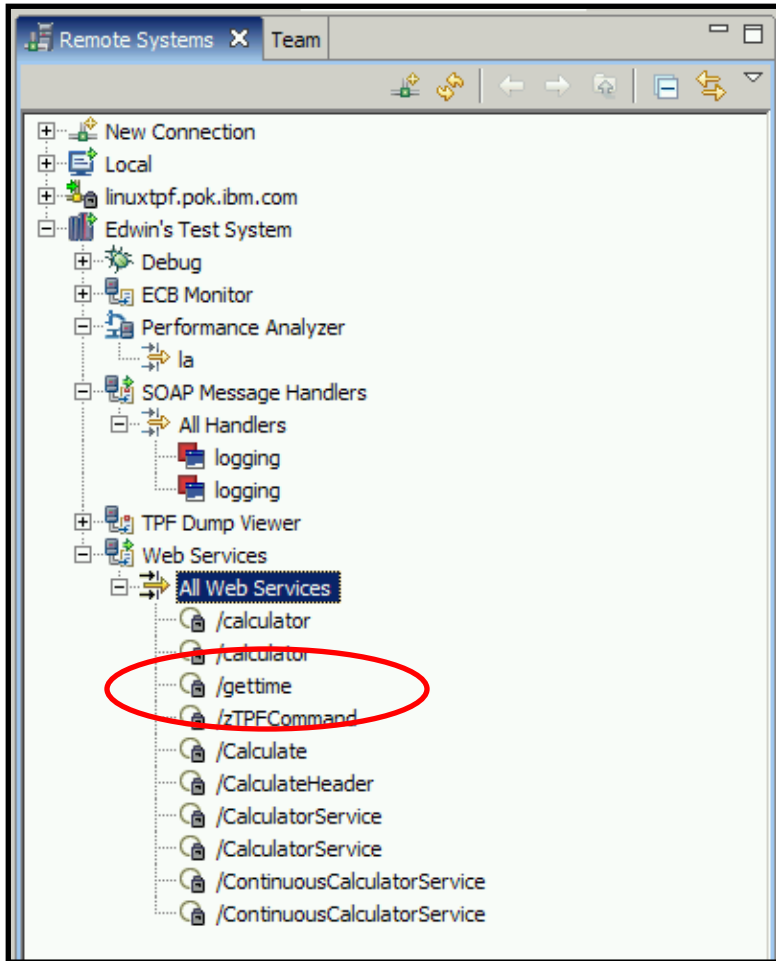 Remote Systems Team
New Connection
Local
linuxtpf.pok.ibm.com
Edwin's Test System
Debug
ECB Monitor
Performance Analyzer
la
SOAP Message Handlers
All Handlers
logging
logging
TPF Dump Viewer
Web Services
All Web Services
/calculator
/calculator
/gettime
/zTPFCommand
/Calculate
/CalculateHeader
/CalculatorService
/CalculatorService
/ContinuousCalculatorService
/ContinuousCalculatorService